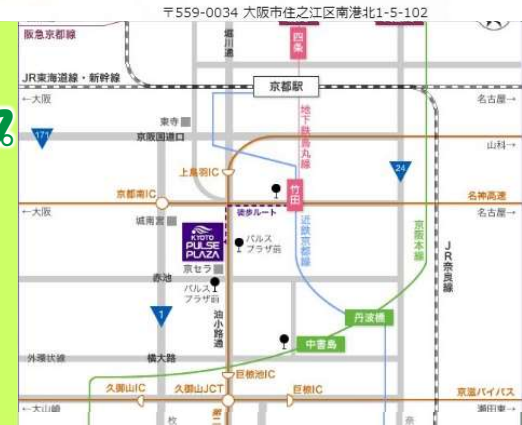 〒559-0034 大阪市住之江区南港北1-5-102
阪急京都線
堀川通
四条
JR東海道線・新幹線
京都駅
←大阪
名古屋→
東寺
地下鉄烏丸線
171
京阪国道口
山科→
上鳥羽IC
24
京都南IC
竹田
名神高速
←大阪
徒歩ルート
名古屋→
城南宮
KYOTO
PULSE
PLAZA
パルス
プラザ前
近鉄京都線
京阪本線
JR奈良線
京セラ
赤池
パルス
プラザ前
1
油小路通
丹波橋
中書島
外環状線
横大路
巨椋池IC
久御山IC
久御山JCT
巨椋IC
京滋バイパス
←大山崎
瀬田東→
枚
第二
奈